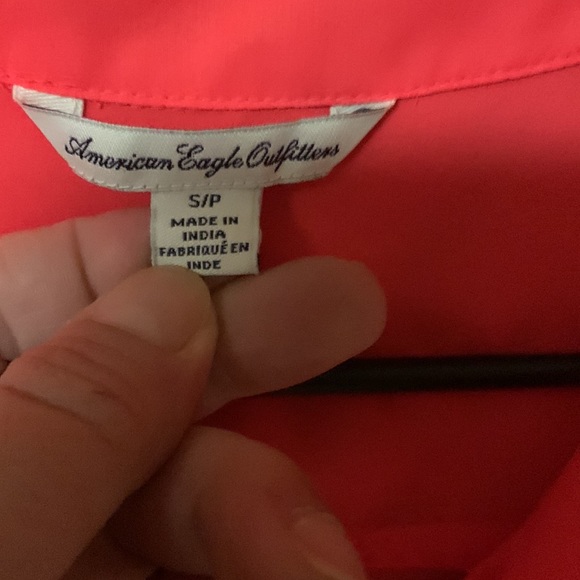 American Eagle Outfitters
S/P
MADE IN
INDIA
FABRIQUÉ EN
INDE